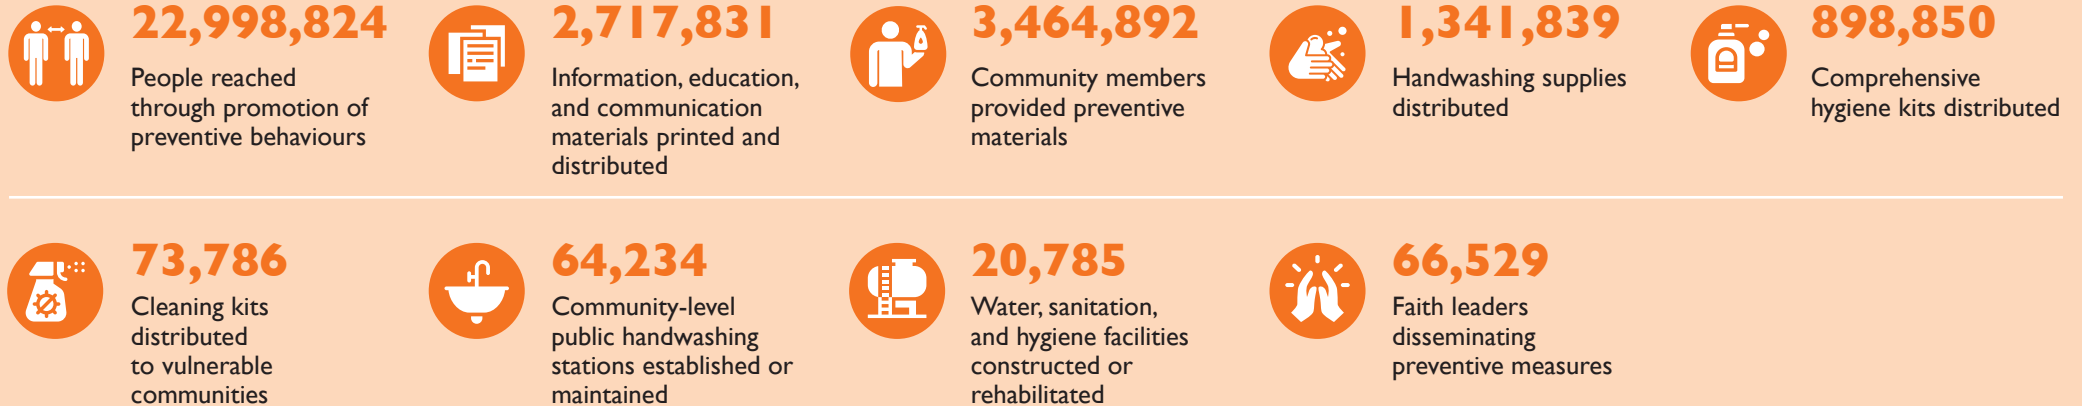 22,998,824
People reached
through promotion of
preventive behaviours
2,717,831
Information, education,
and communication
materials printed and
distributed
3,464,892
Community members
provided preventive
materials
1,341,839
Handwashing supplies
distributed
898,850
Comprehensive
hygiene kits distributed
73,786
Cleaning kits
distributed
to vulnerable
communities
64,234
Community-level
public handwashing
stations established or
maintained
20,785
Water, sanitation,
and hygiene facilities
constructed or
rehabilitated
66,529
Faith leaders
disseminating
preventive measures